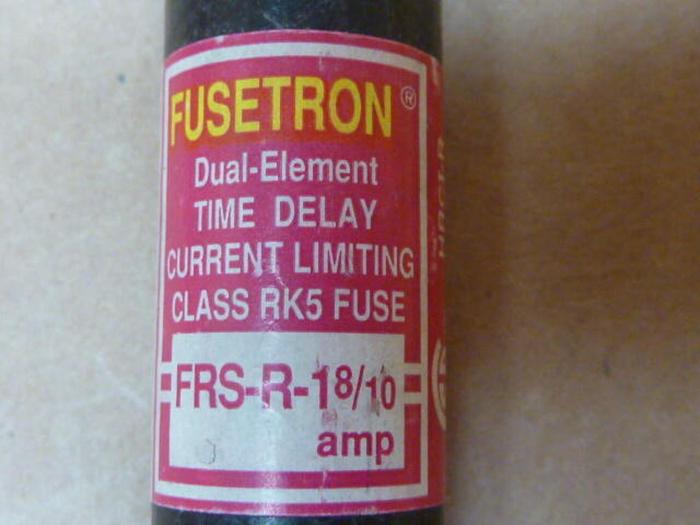 FUSETRON®
Dual-Element
TIME DELAY
CURRENT LIMITING
CLASS RK5 FUSE
FRS-R-18/10
amp